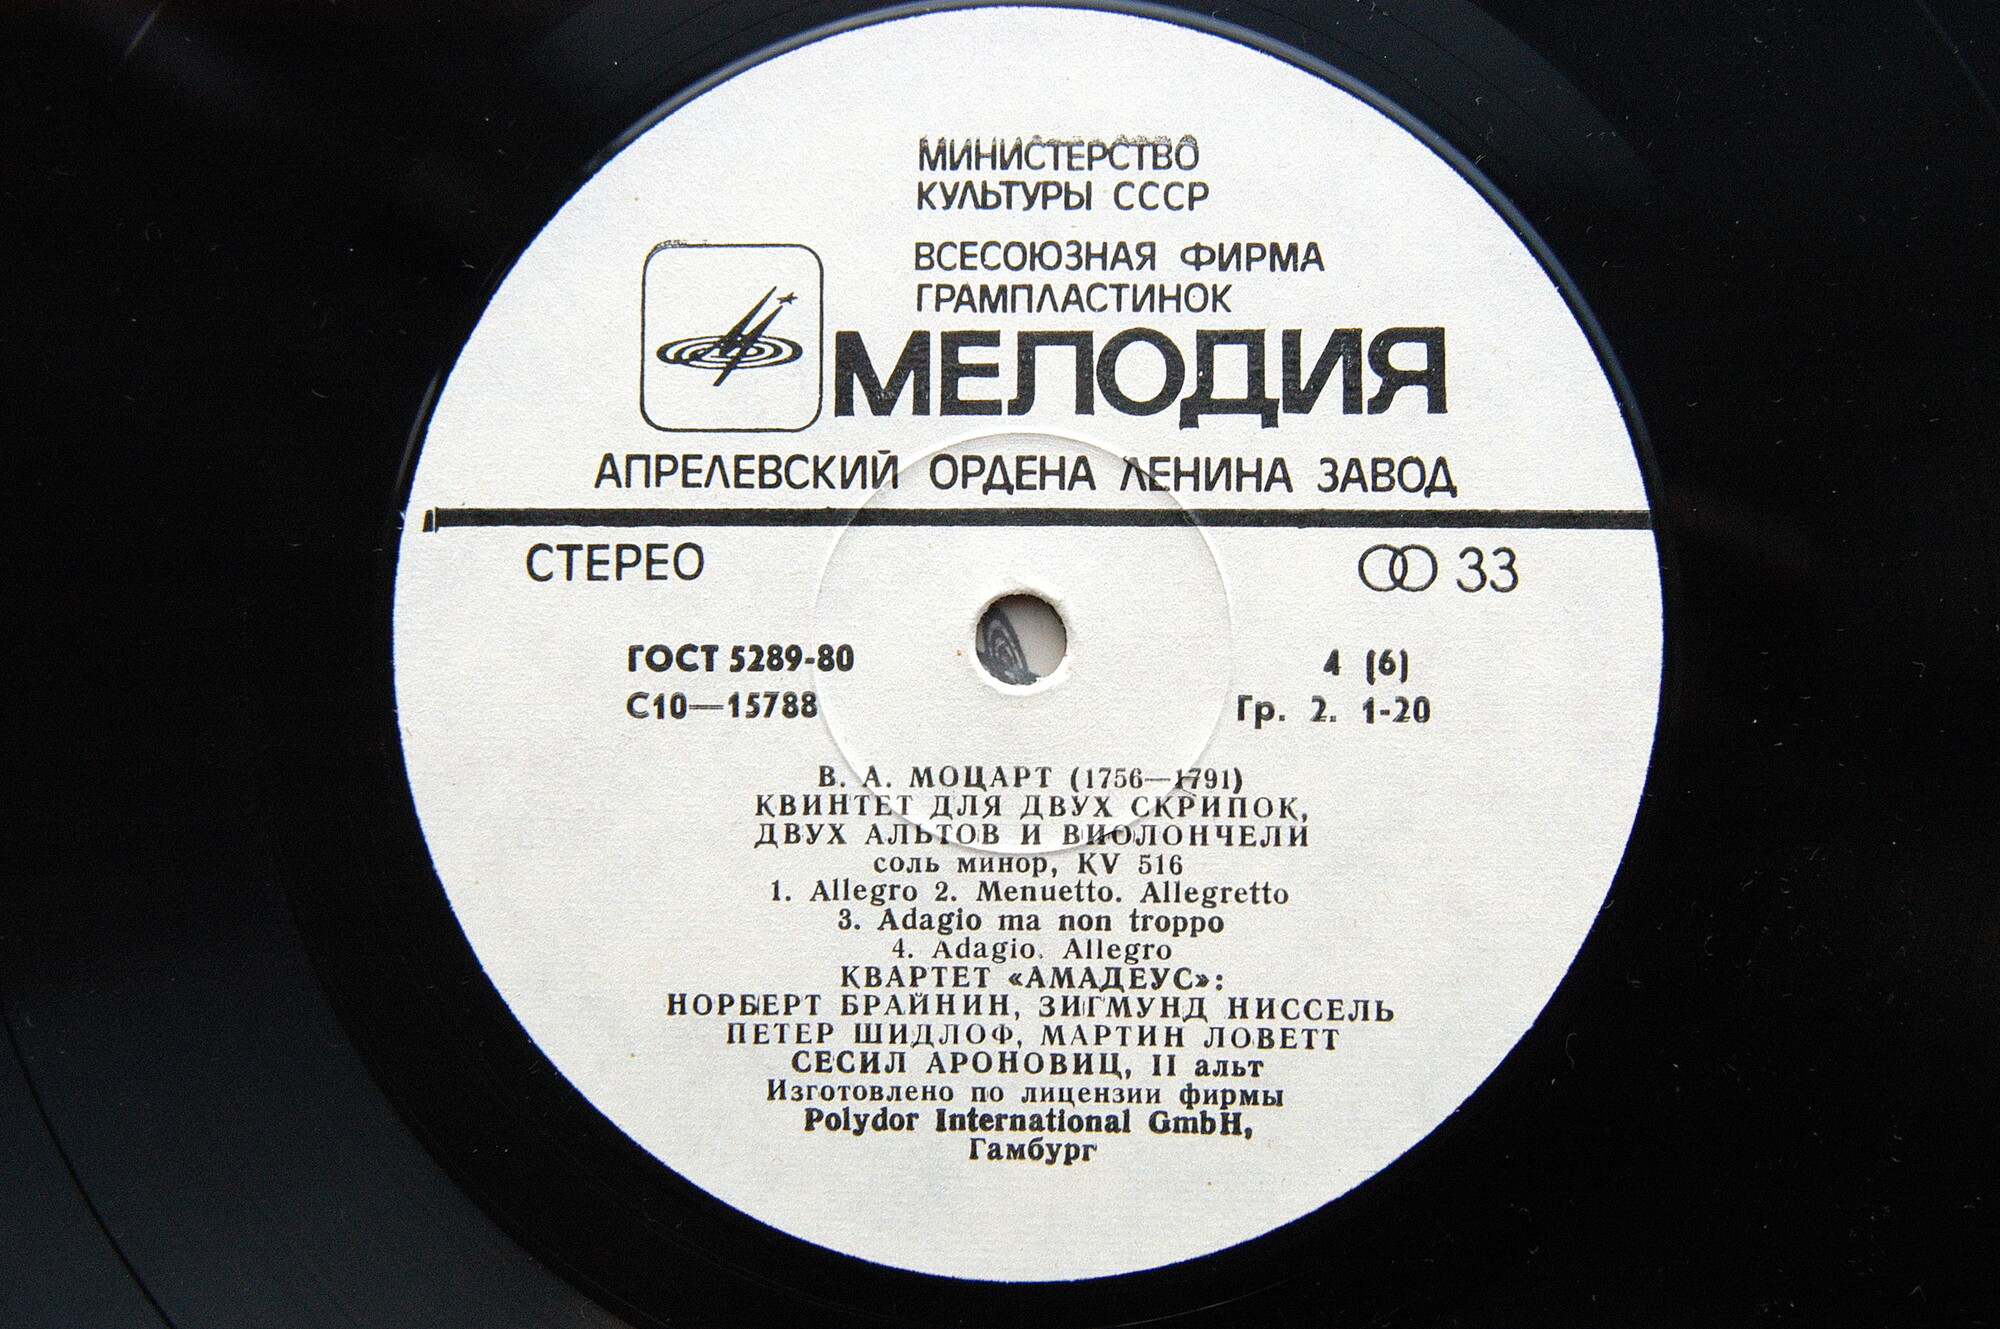 МИНИСТЕРСТВО
КУЛЬТУРЫ СССР
ВСЕСОЮЗНАЯ ФИРМА
ГРАМПЛАСТИНОК
МЕЛОДИЯ
АПРЕЛЕВСКИЙ ОРДЕНА ЛЕНИНА ЗАВОД
СТЕРЕО 33
ГОСТ 5289-80 4 (6)
С10—15788 Гр. 2. 1-20
В. А. МОЦАРТ (1756—1791)
КВИНТЕТ ДЛЯ ДВУХ СКРИПОК,
ДВУХ АЛЬТОВ И ВИОЛОНЧЕЛИ
соль минор, KV 516
1. Allegro 2. Menuetto. Allegretto
3. Adagio ma non troppo
4. Adagio. Allegro
КВАРТЕТ «АМАДЕУС»:
НОРБЕРТ БРАЙНИН, ЗИГМУНД НИССЕЛЬ
ПЕТЕР ШИДЛОФ, МАРТИН ЛОВЕТТ
СЕСИЛ АРОНОВИЦ, II альт
Изготовлено по лицензии фирмы
Polydor International GmbH,
Гамбург